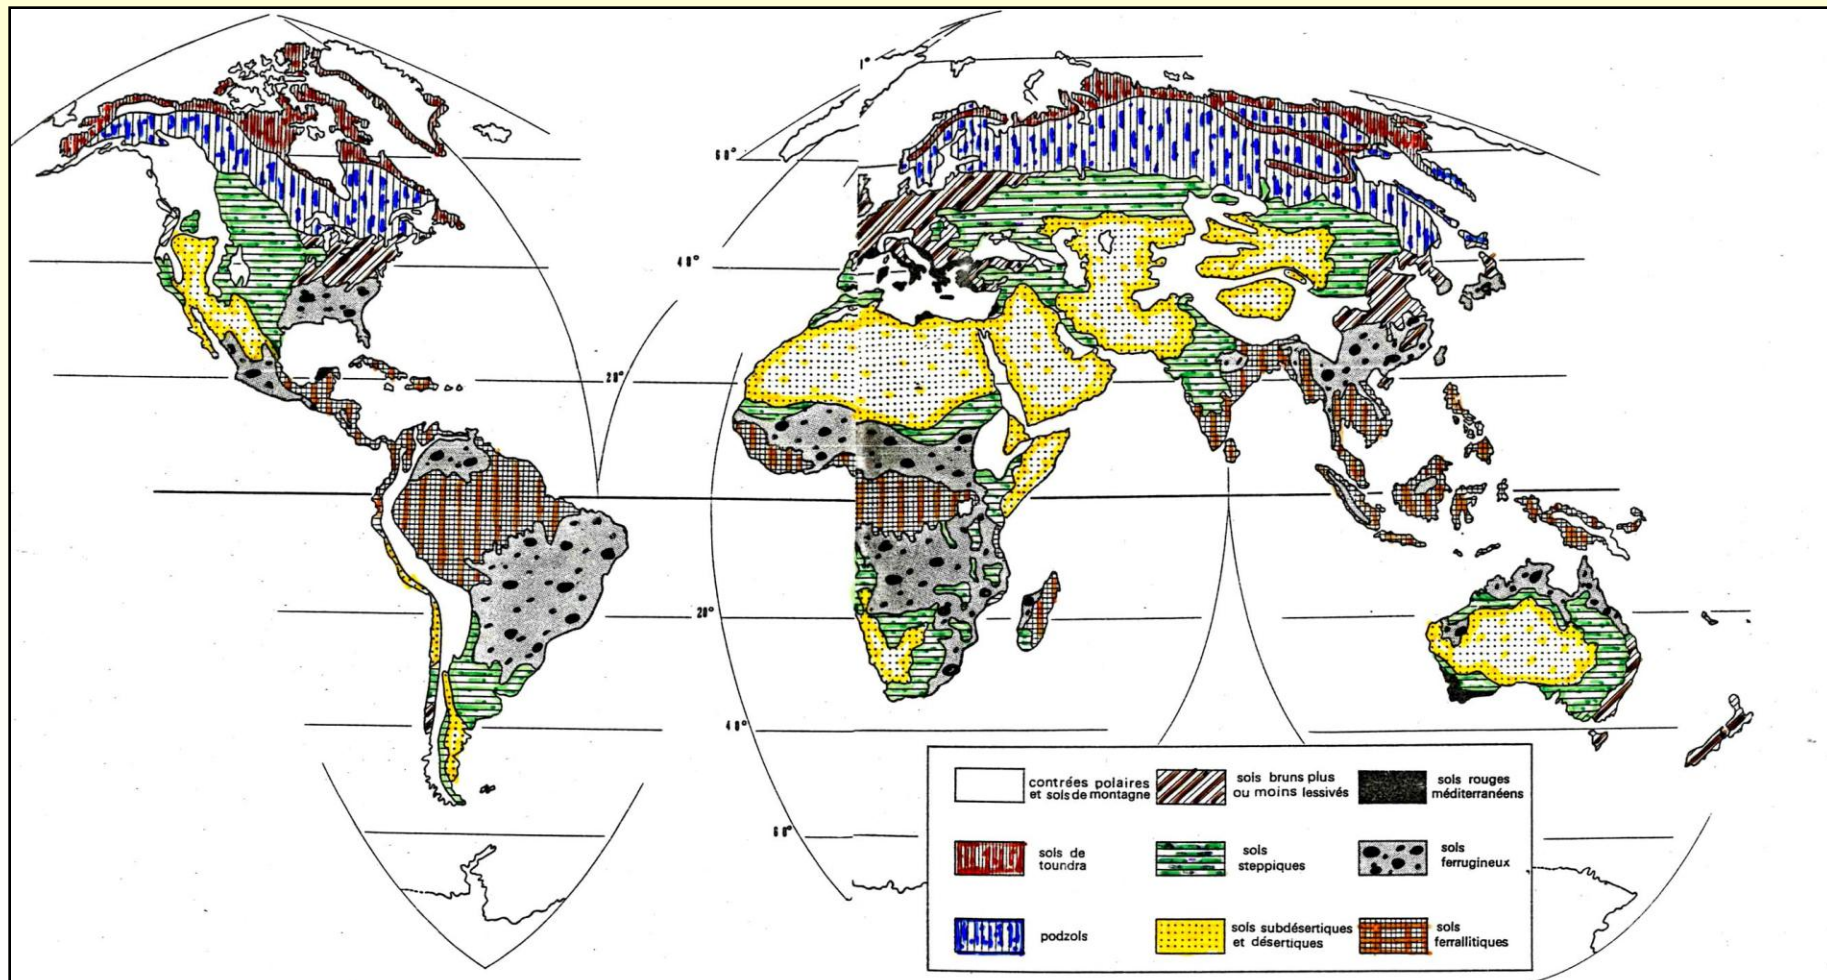 1°
60°
40°
20°
20°
40°
60°
contrées polaires
et sols de montagne
sols bruns plus
ou moins lessivés
sols rouges
méditerranéens
sols de
toundra
sols
steppiques
sols
ferrugineux
podzols
sols subdésertiques
et désertiques
sols
ferrallitiques